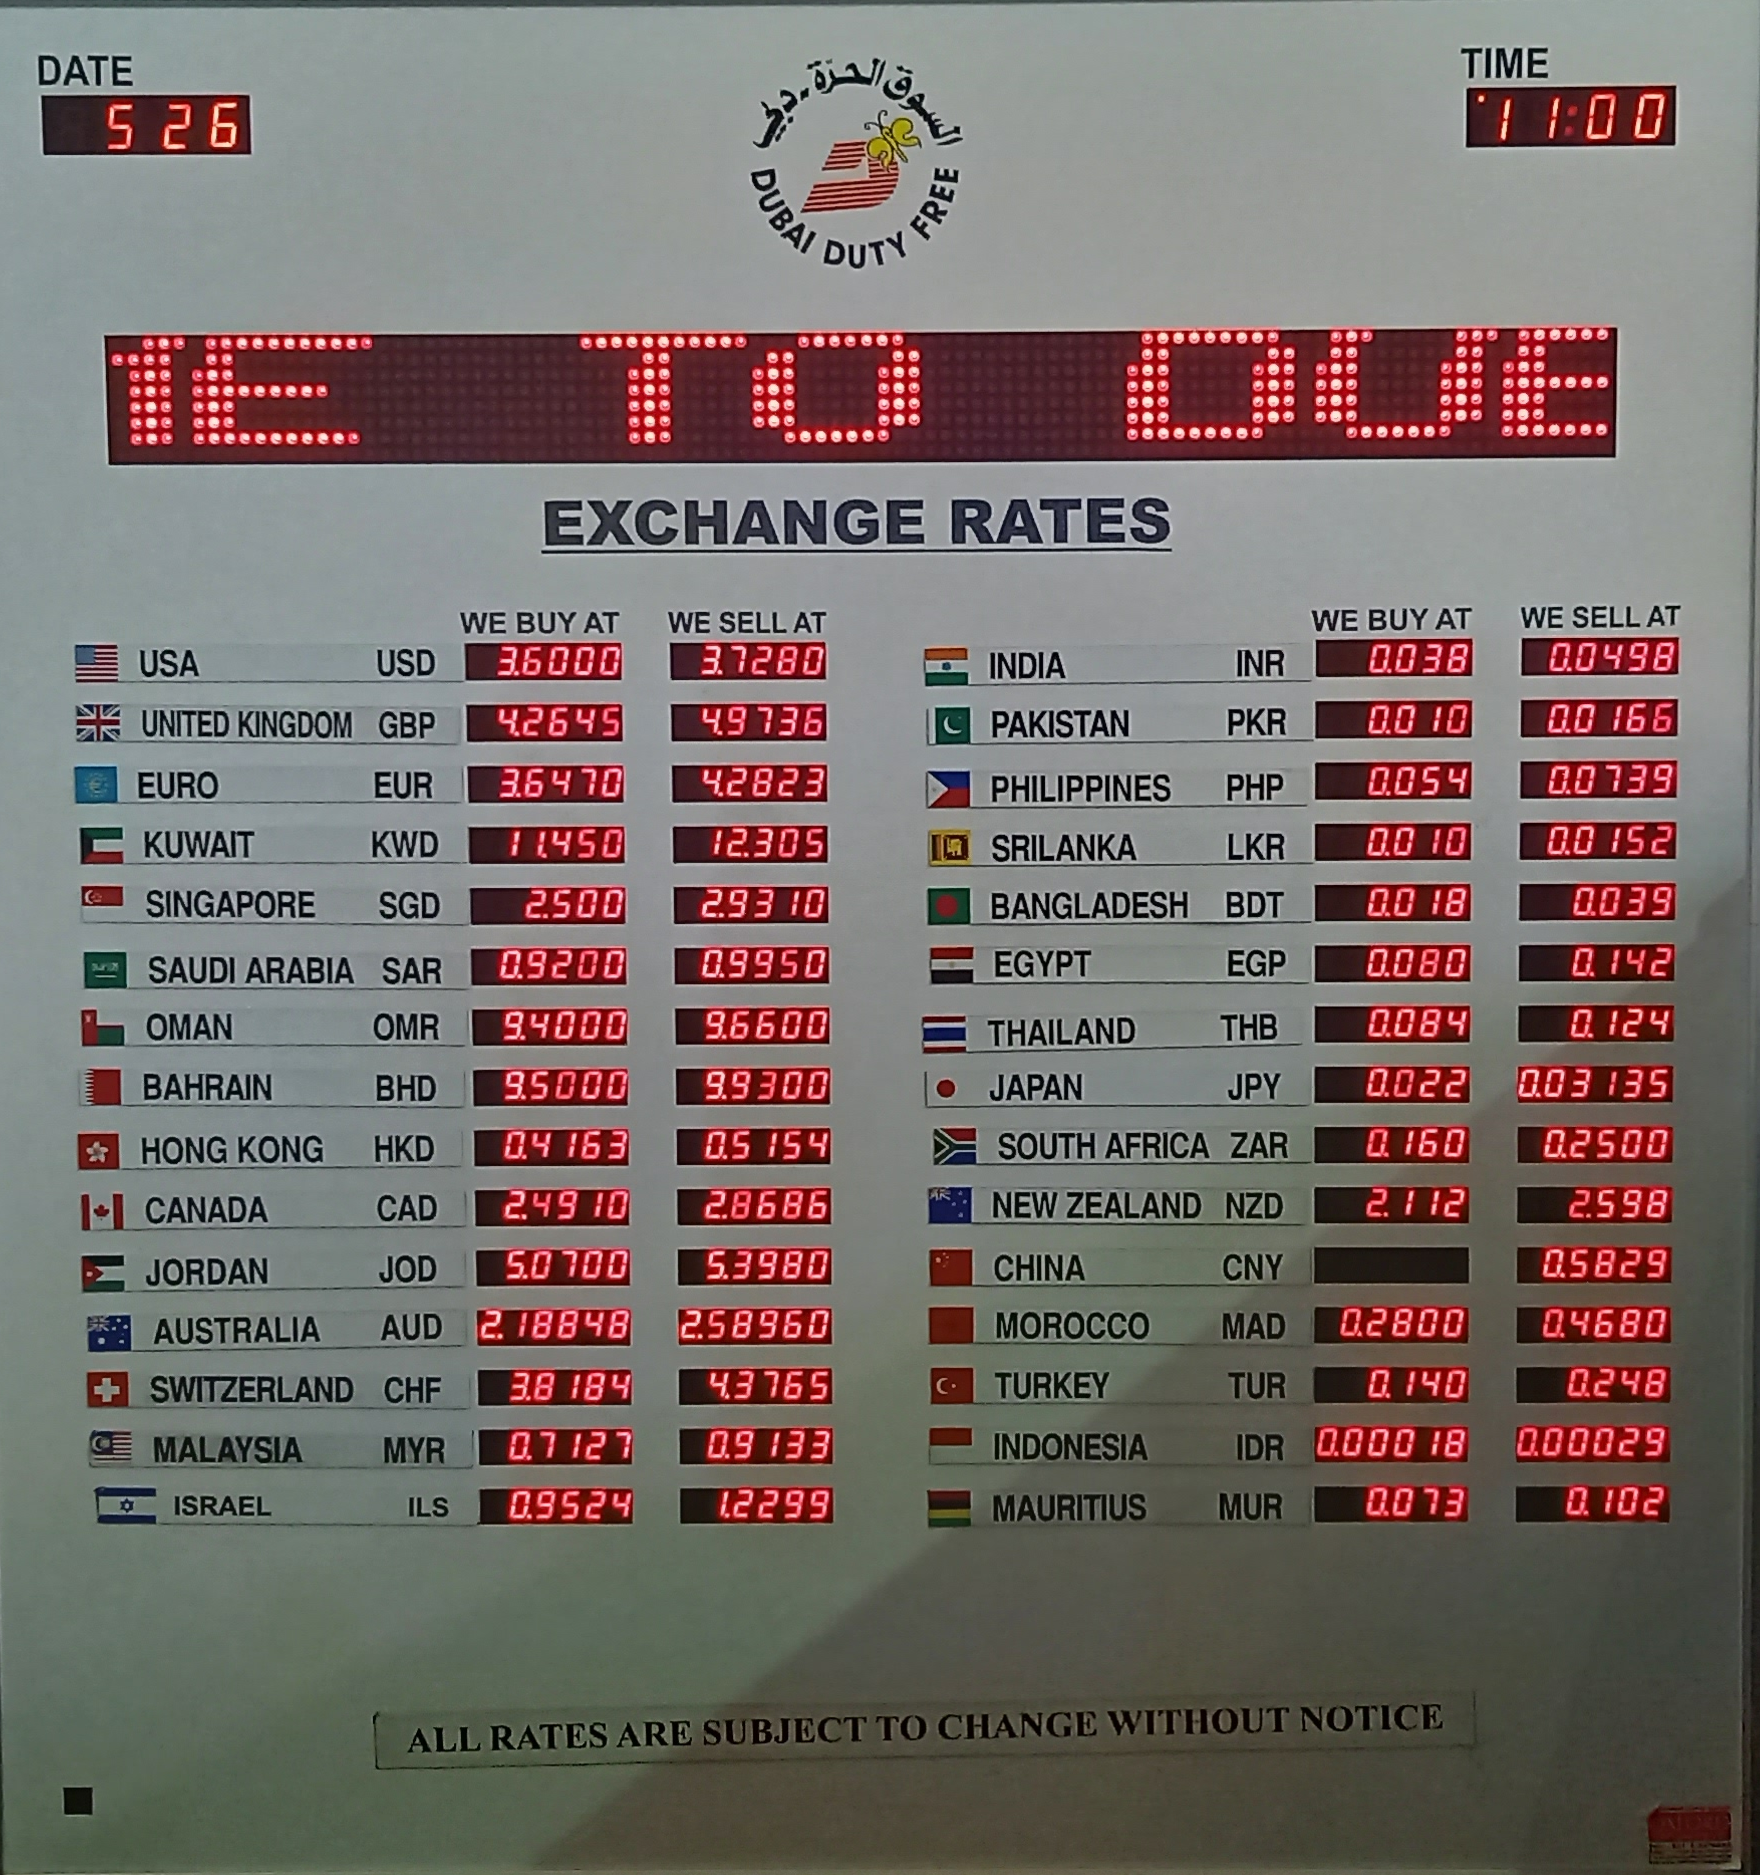 DATE
5 26
TIME
11:00
السوق الحرة - دبي
DUBAI DUTY FREE
TO
EXCHANGE RATES
WE BUY AT WE SELL AT
USA USD 3.6000 3.7280
UNITED KINGDOM GBP 4.2645 4.9736
EURO EUR 3.6470 4.2823
KUWAIT KWD 11.450 12.305
SINGAPORE SGD 2.500 2.9310
SAUDI ARABIA SAR 0.9200 0.9950
OMAN OMR 9.4000 9.6600
BAHRAIN BHD 9.5000 9.9300
HONG KONG HKD 0.4163 0.5154
CANADA CAD 2.4910 2.8686
JORDAN JOD 5.0700 5.3980
AUSTRALIA AUD 2.18848 2.58960
SWITZERLAND CHF 3.8184 4.3765
MALAYSIA MYR 0.7127 0.9133
ISRAEL ILS 0.9524 1.2299
WE BUY AT WE SELL AT
INDIA INR 0.038 0.0498
PAKISTAN PKR 0.010 0.0166
PHILIPPINES PHP 0.054 0.0739
SRILANKA LKR 0.010 0.0152
BANGLADESH BDT 0.018 0.039
EGYPT EGP 0.080 0.142
THAILAND THB 0.084 0.124
JAPAN JPY 0.022 0.03135
SOUTH AFRICA ZAR 0.160 0.2500
NEW ZEALAND NZD 2.112 2.598
CHINA CNY 0.5829
MOROCCO MAD 0.2800 0.4680
TURKEY TUR 0.140 0.248
INDONESIA IDR 0.00018 0.00029
MAURITIUS MUR 0.073 0.102
ALL RATES ARE SUBJECT TO CHANGE WITHOUT NOTICE